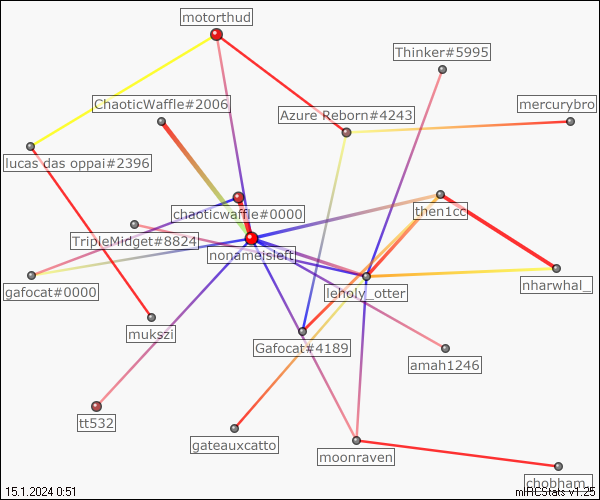 motorthud
Thinker#5995
ChaoticWaffle#2006
mercurybro
Azure Reborn#4243
lucas das oppai#2396
then1cc
chaoticwaffle#0000
TripleMidget#8824
nonameisleft
nharwhal_
gafocat#0000
leholy_otter
mukszi
Gafocat#4189
amah1246
tt532
gateauxcatto
moonraven
chobham_
15.1.2024 0:51
mIRCStats v1.25